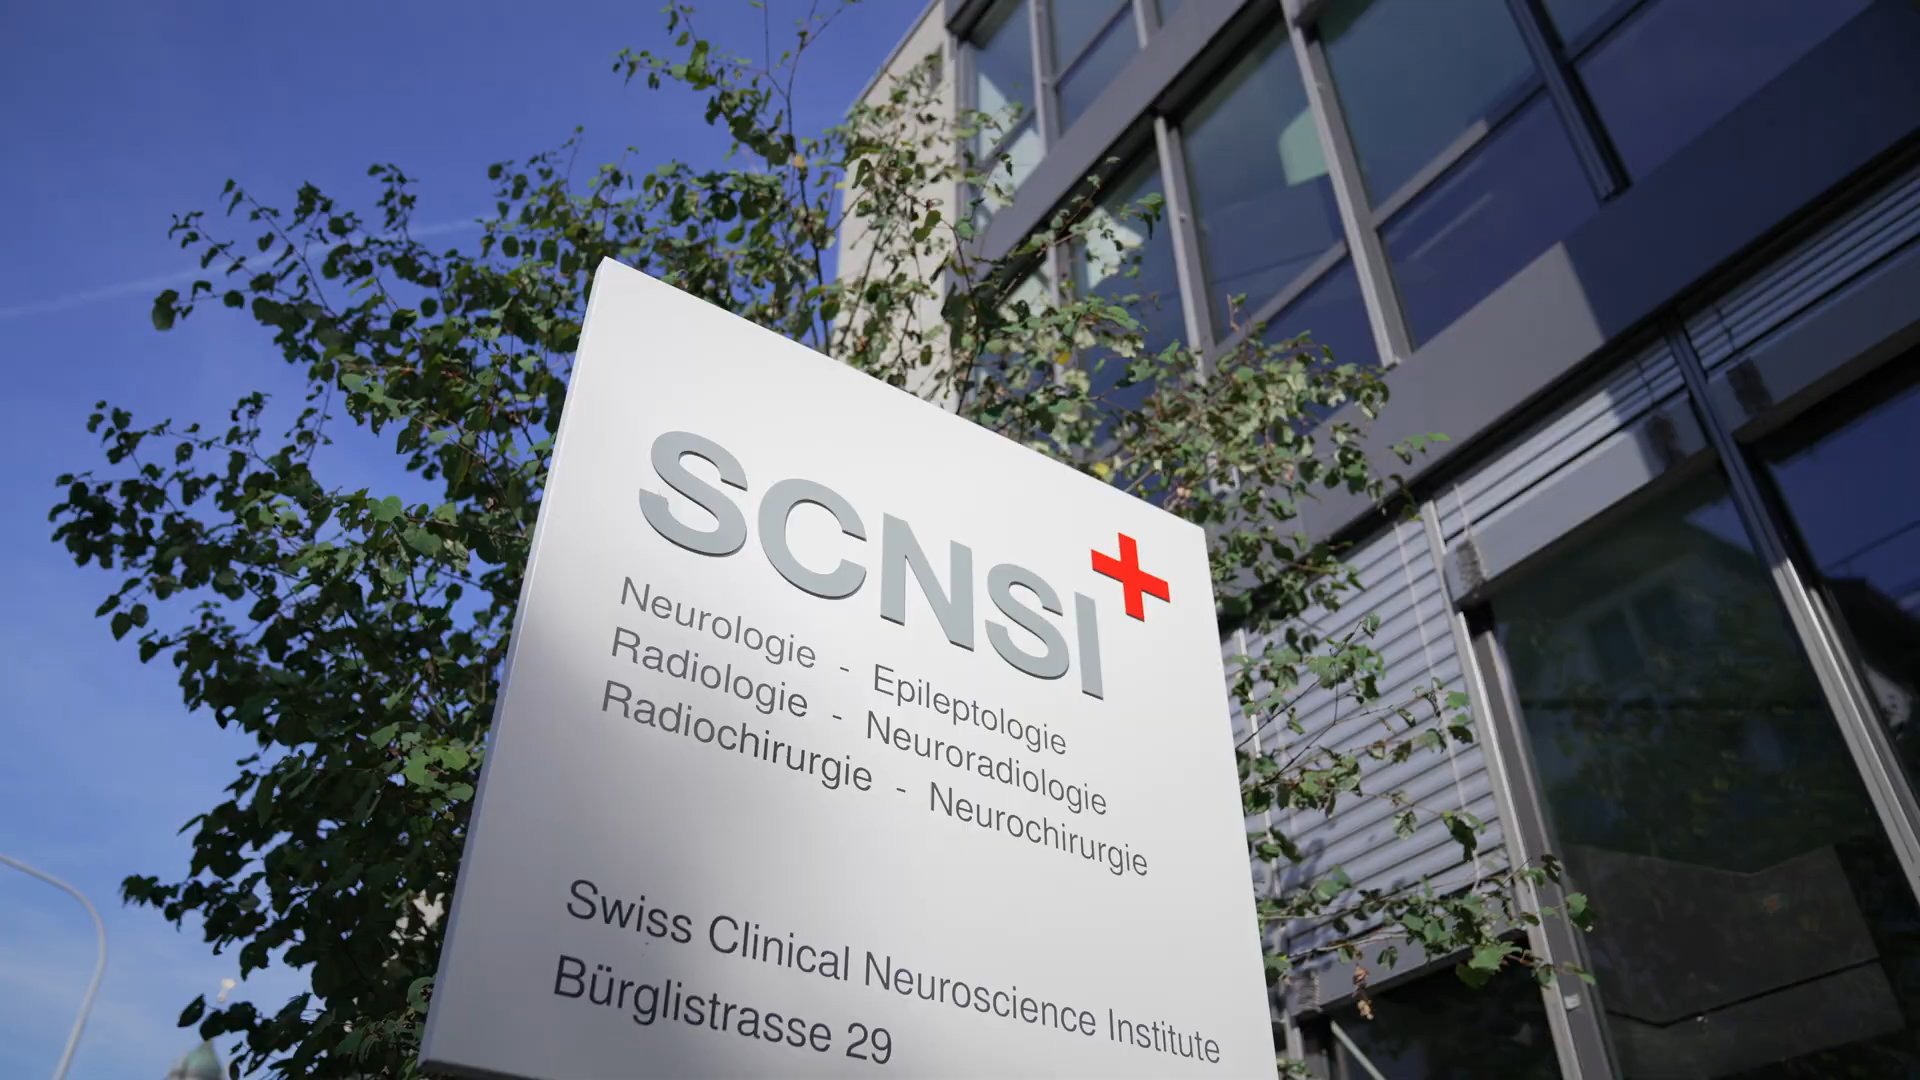 SCNSI+
Neurologie - Epileptologie
Radiologie - Neuroradiologie
Radiochirurgie - Neurochirurgie
Swiss Clinical Neuroscience Institute
Bürglistrasse 29